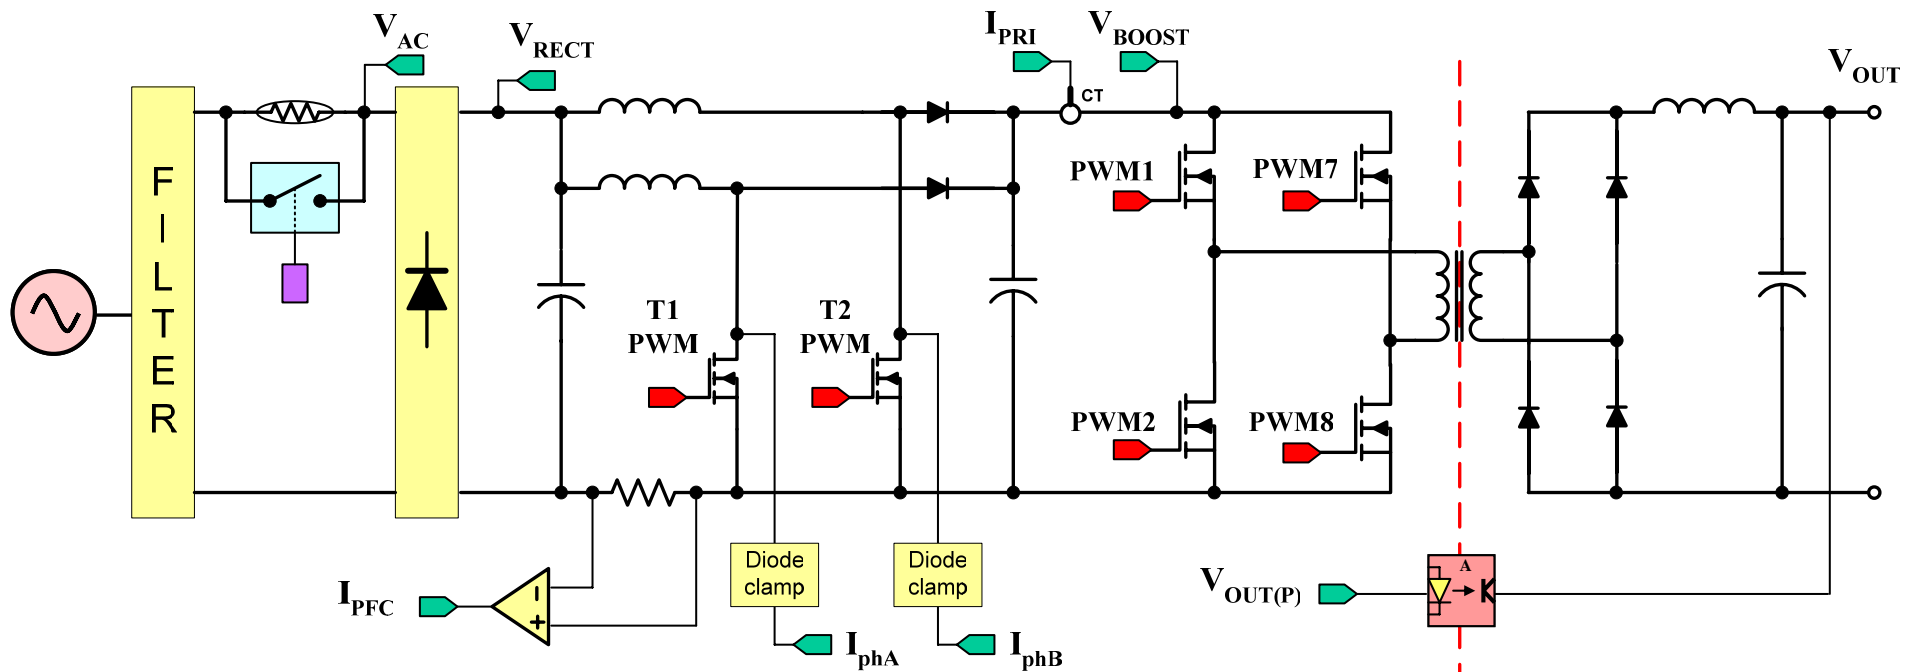 V_AC
V_RECT
I_PRI
V_BOOST
V_OUT
CT
F
I
L
T
E
R
PWM1
PWM7
T1
PWM
T2
PWM
PWM2
PWM8
Diode
clamp
Diode
clamp
I_PFC
-
+
I_phA
I_phB
V_OUT(P)
A
K